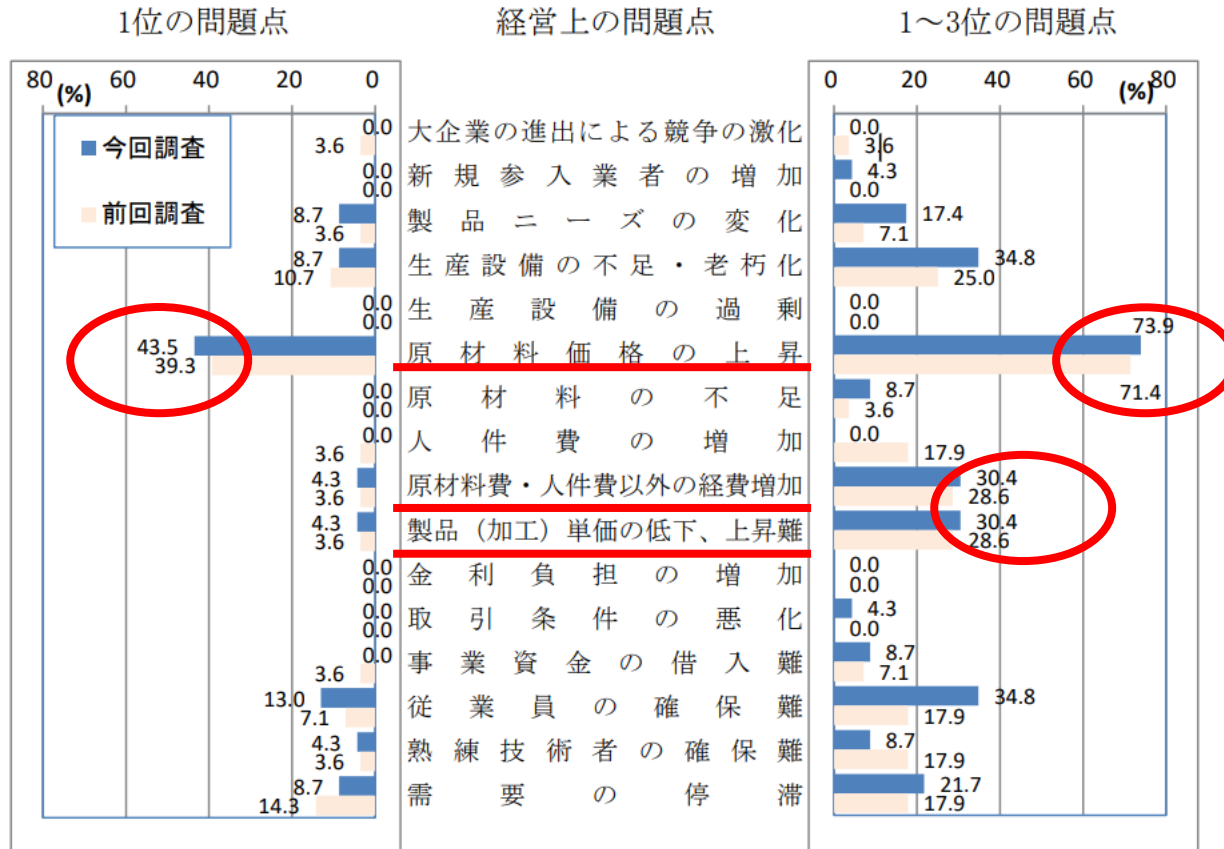 1位の問題点 経営上の問題点 1～3位の問題点
80 60 40 20 0 0 20 40 60 80
(%) (%)
今回調査
前回調査
0.0 大企業の進出による競争の激化 0.0
3.6 3.6
0.0 新規参入業者の増加 4.3
0.0 0.0
8.7 製品ニーズの変化 17.4
3.6 7.1
8.7 生産設備の不足・老朽化 34.8
10.7 25.0
0.0 生産設備の過剰 0.0
0.0 0.0
43.5 原材料価格の上昇 73.9
39.3 71.4
0.0 原材料の不足 8.7
0.0 3.6
0.0 人件費の増加 0.0
3.6 17.9
4.3 原材料費・人件費以外の経費増加 30.4
3.6 28.6
4.3 製品（加工）単価の低下、上昇難 30.4
3.6 28.6
0.0 金利負担の増加 0.0
0.0 0.0
0.0 取引条件の悪化 4.3
0.0 0.0
0.0 事業資金の借入難 8.7
3.6 7.1
13.0 従業員の確保難 34.8
7.1 17.9
4.3 熟練技術者の確保難 8.7
3.6 17.9
8.7 需要の停滞 21.7
14.3 17.9